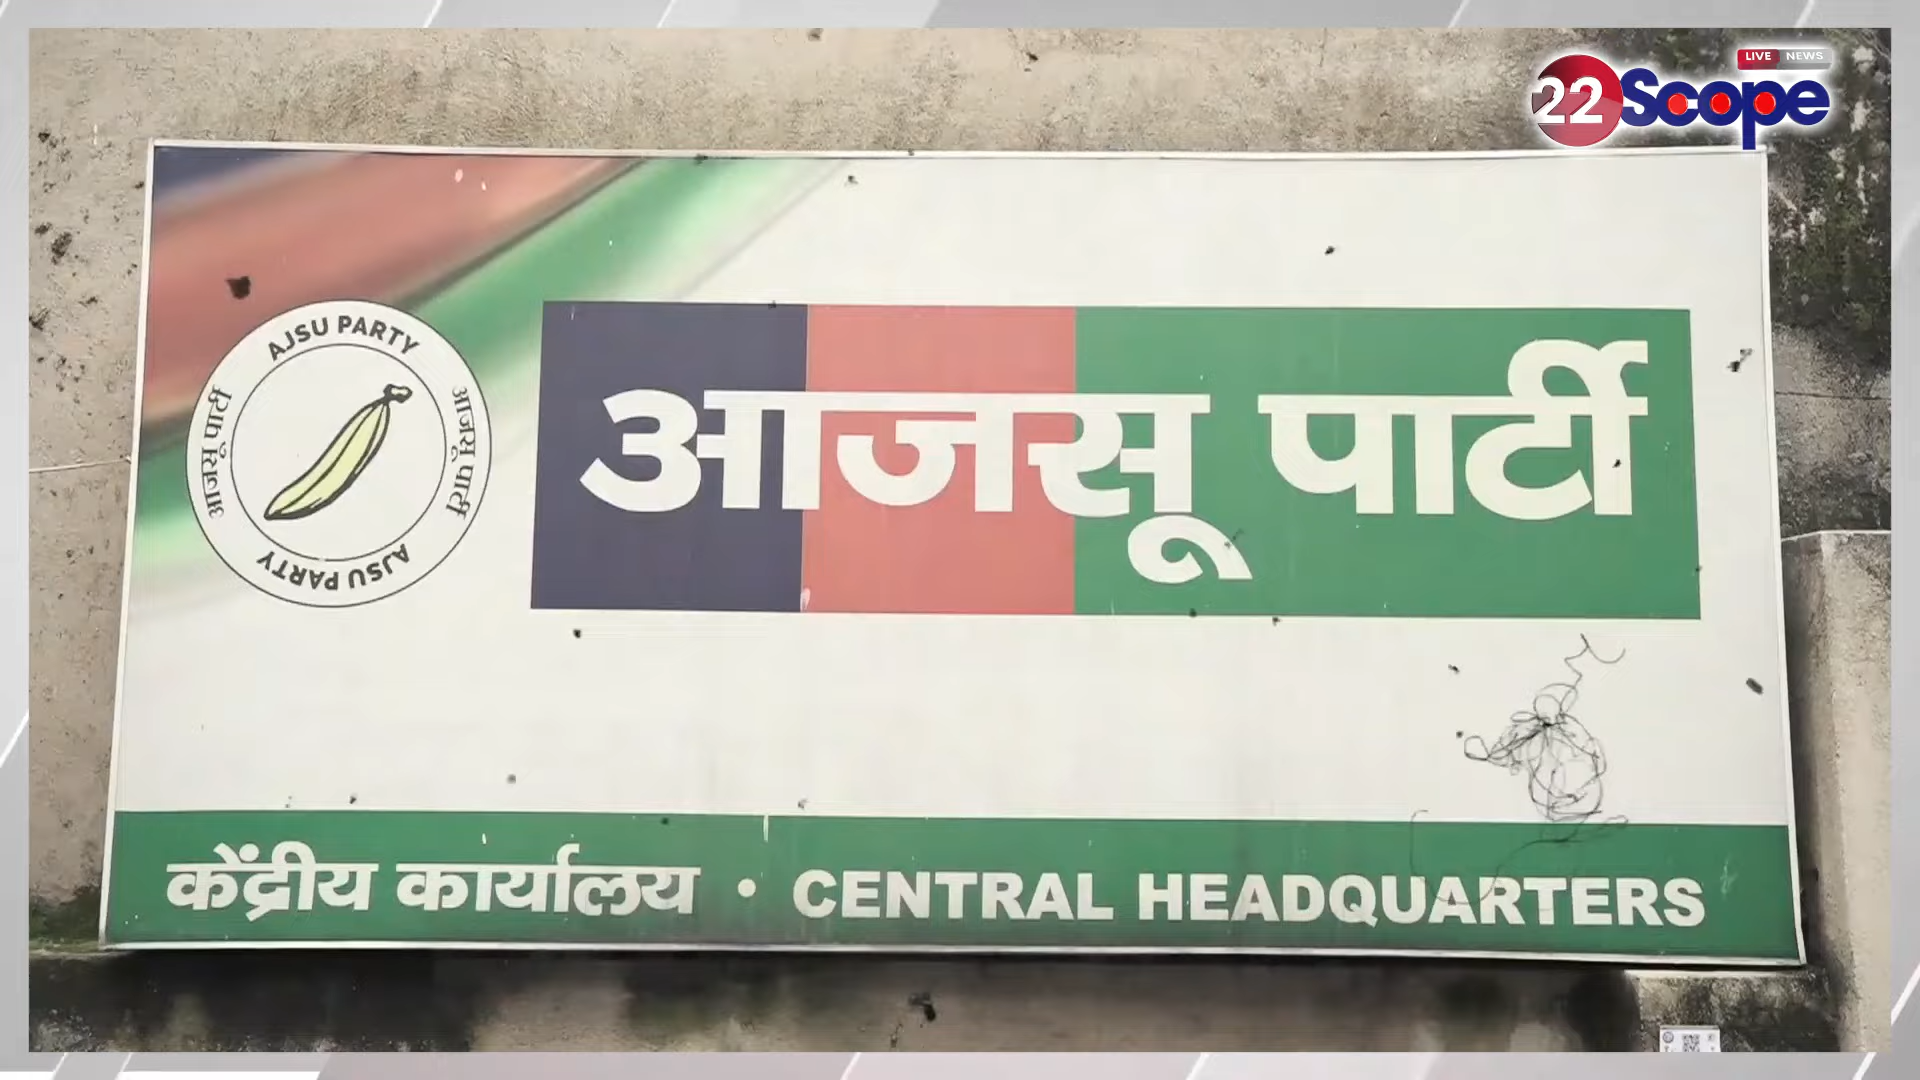 LIVE NEWS
22Scope
AJSU PARTY
आजसू पार्टी
आजसू पार्टी
AJSU PARTY
आजसू पार्टी
केंद्रीय कार्यालय • CENTRAL HEADQUARTERS